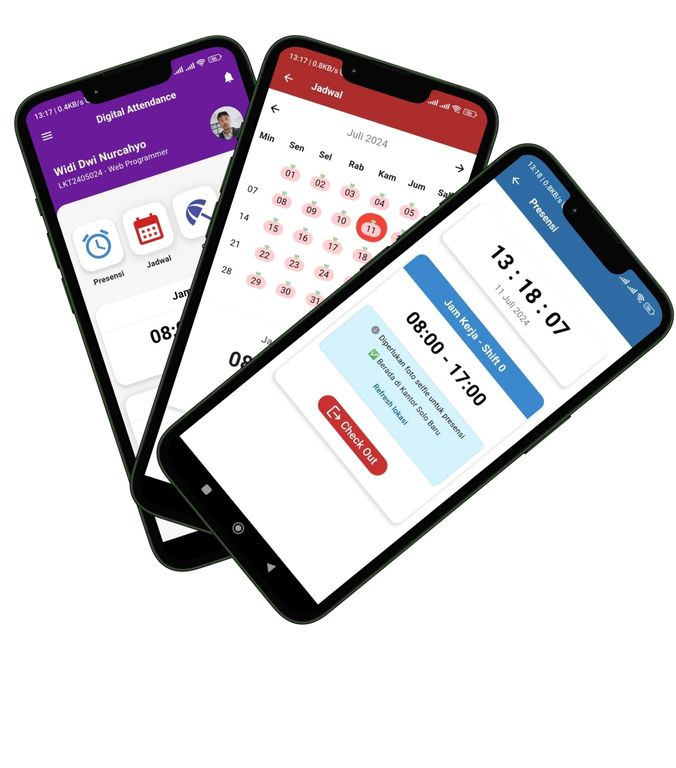 13:17 | 0.4KB/s
Digital Attendance
Widi Dwi Nurcahyo
LKT2405024 - Web Programmer
Presensi
Jadwal
Jam
08:
13:17 | 0.8KB/s
Jadwal
Juli 2024
Min Sen Sel Rab Kam Jum
01 02 03 04 05
07 08 09 10 11
14 15 16 17 18
21 22 23 24
28 29 30 31
08
13:18 | 0.8KB/s
Presensi
13 : 18 : 07
11 Juli 2024
Jam Kerja - Shift 0
08:00 - 17:00
Diperlukan foto selfie untuk presensi
Berada di Kantor Solo Baru
Refresh lokasi
Check Out